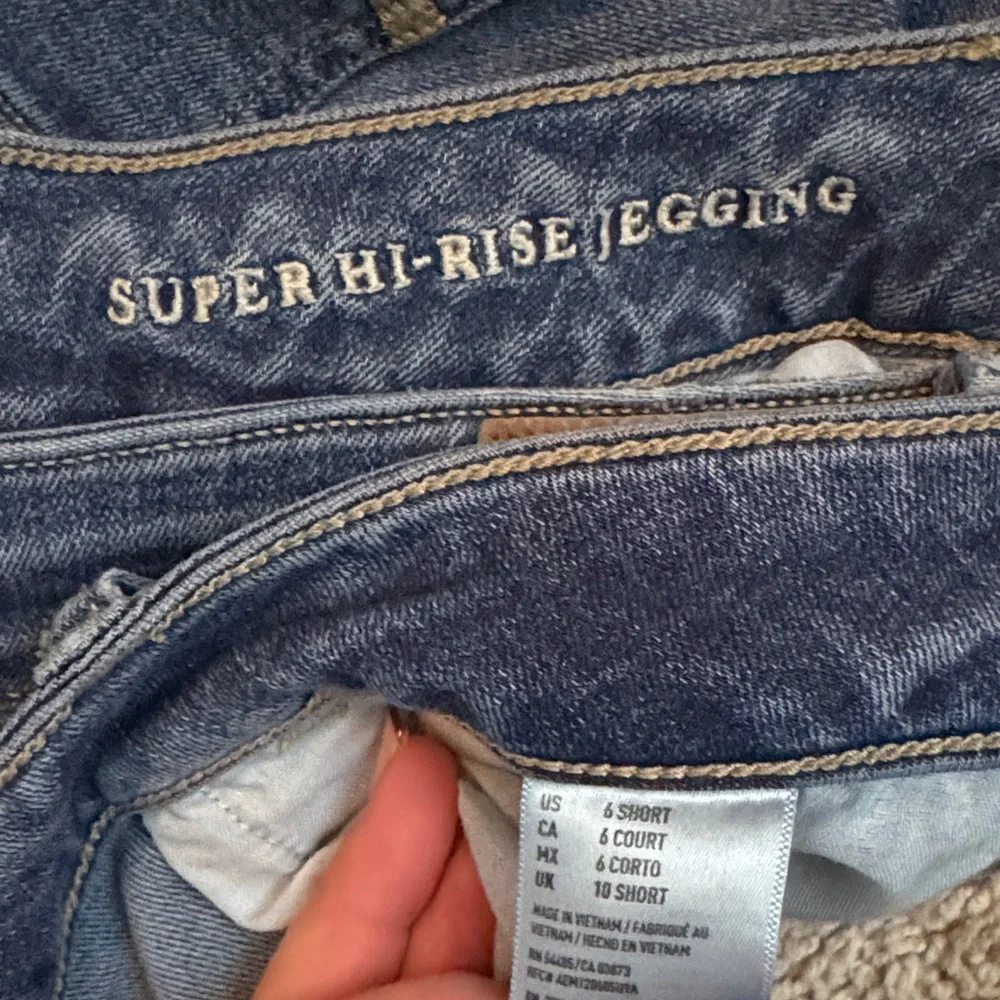 SUPER HI-RISE JEGGING
US 6 SHORT
CA 6 COURT
MX 6 CORTO
UK 10 SHORT
MADE IN VIETNAM / FABRIQUÉ AU
VIETNAM / HECHO EN VIETNAM
RN 54485/CA 03873